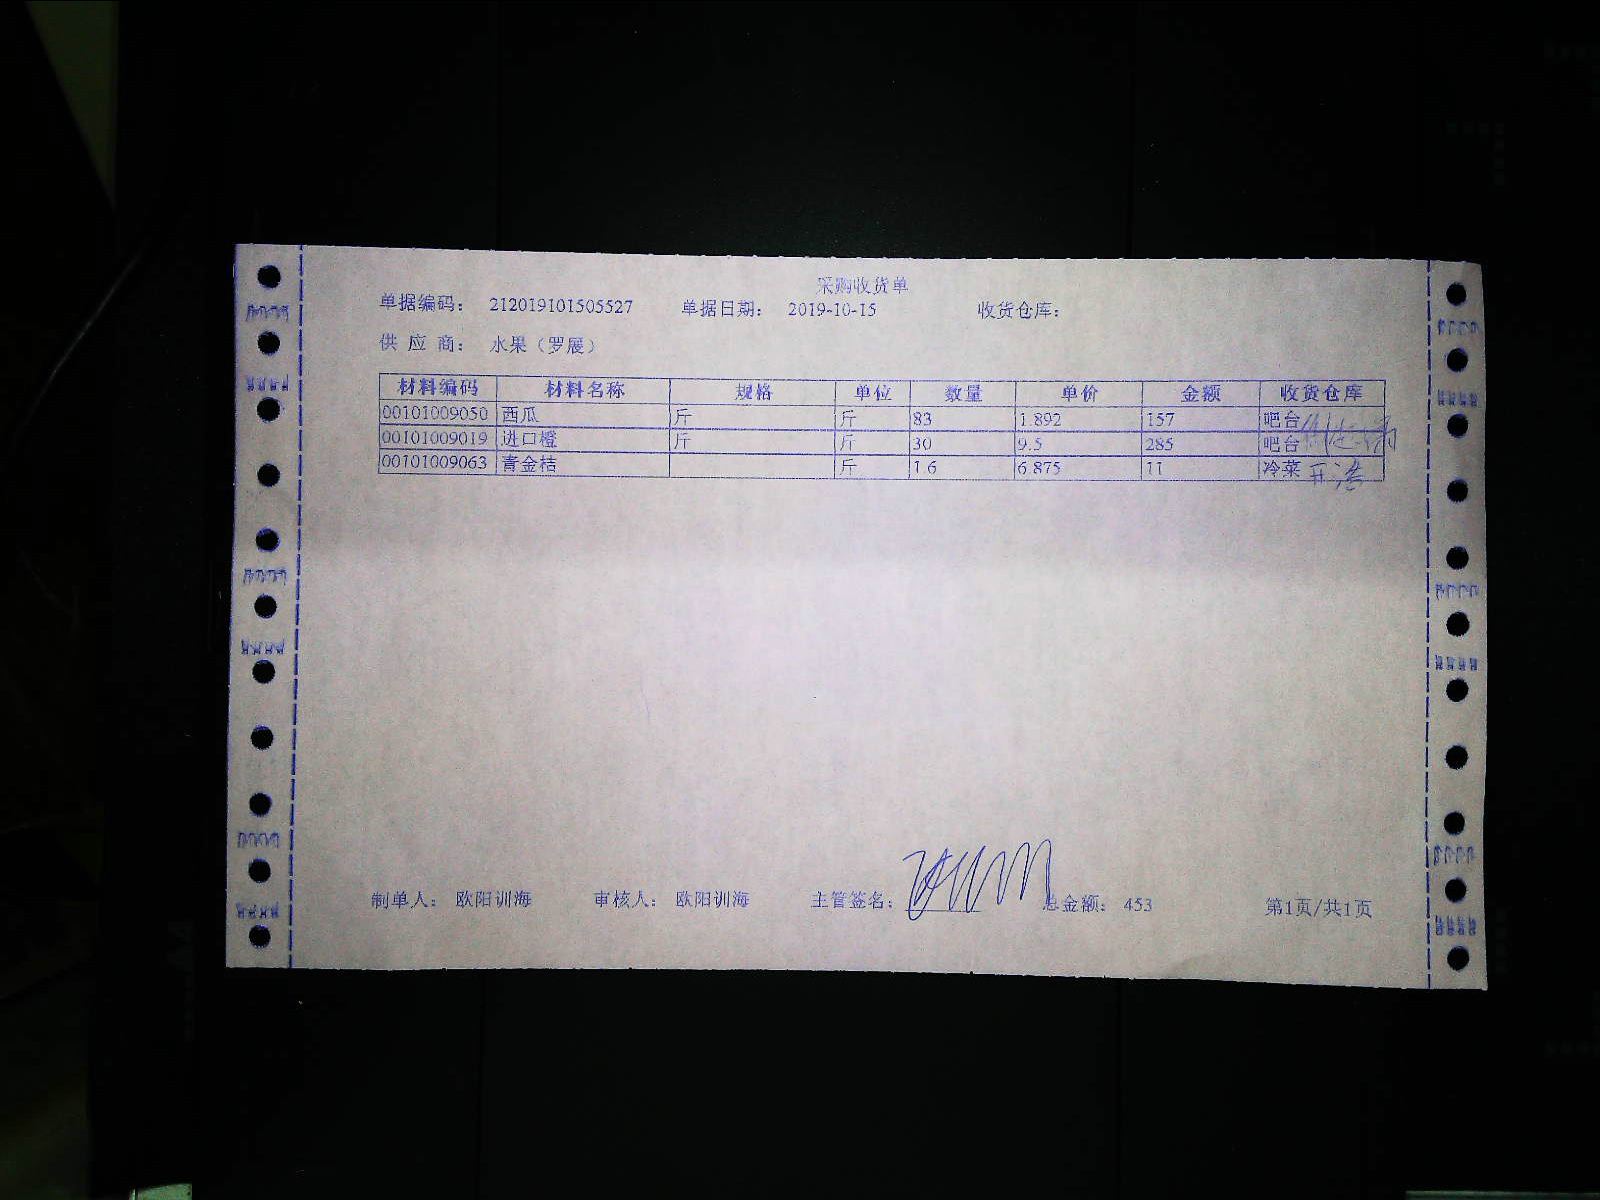 采购收货单
单据编码： 212019101505527 单据日期： 2019-10-15 收货仓库：
供 应 商： 水果（罗展）
材料编码 材料名称 规格 单位 数量 单价 金额 收货仓库
00101009050 西瓜 斤 斤 83 1.892 157 吧台
00101009019 进口橙 斤 斤 30 9.5 285 吧台
00101009063 青金桔 斤 1.6 6.875 11 冷菜
制单人： 欧阳训海 审核人： 欧阳训海 主管签名： 总金额： 453 第1页/共1页